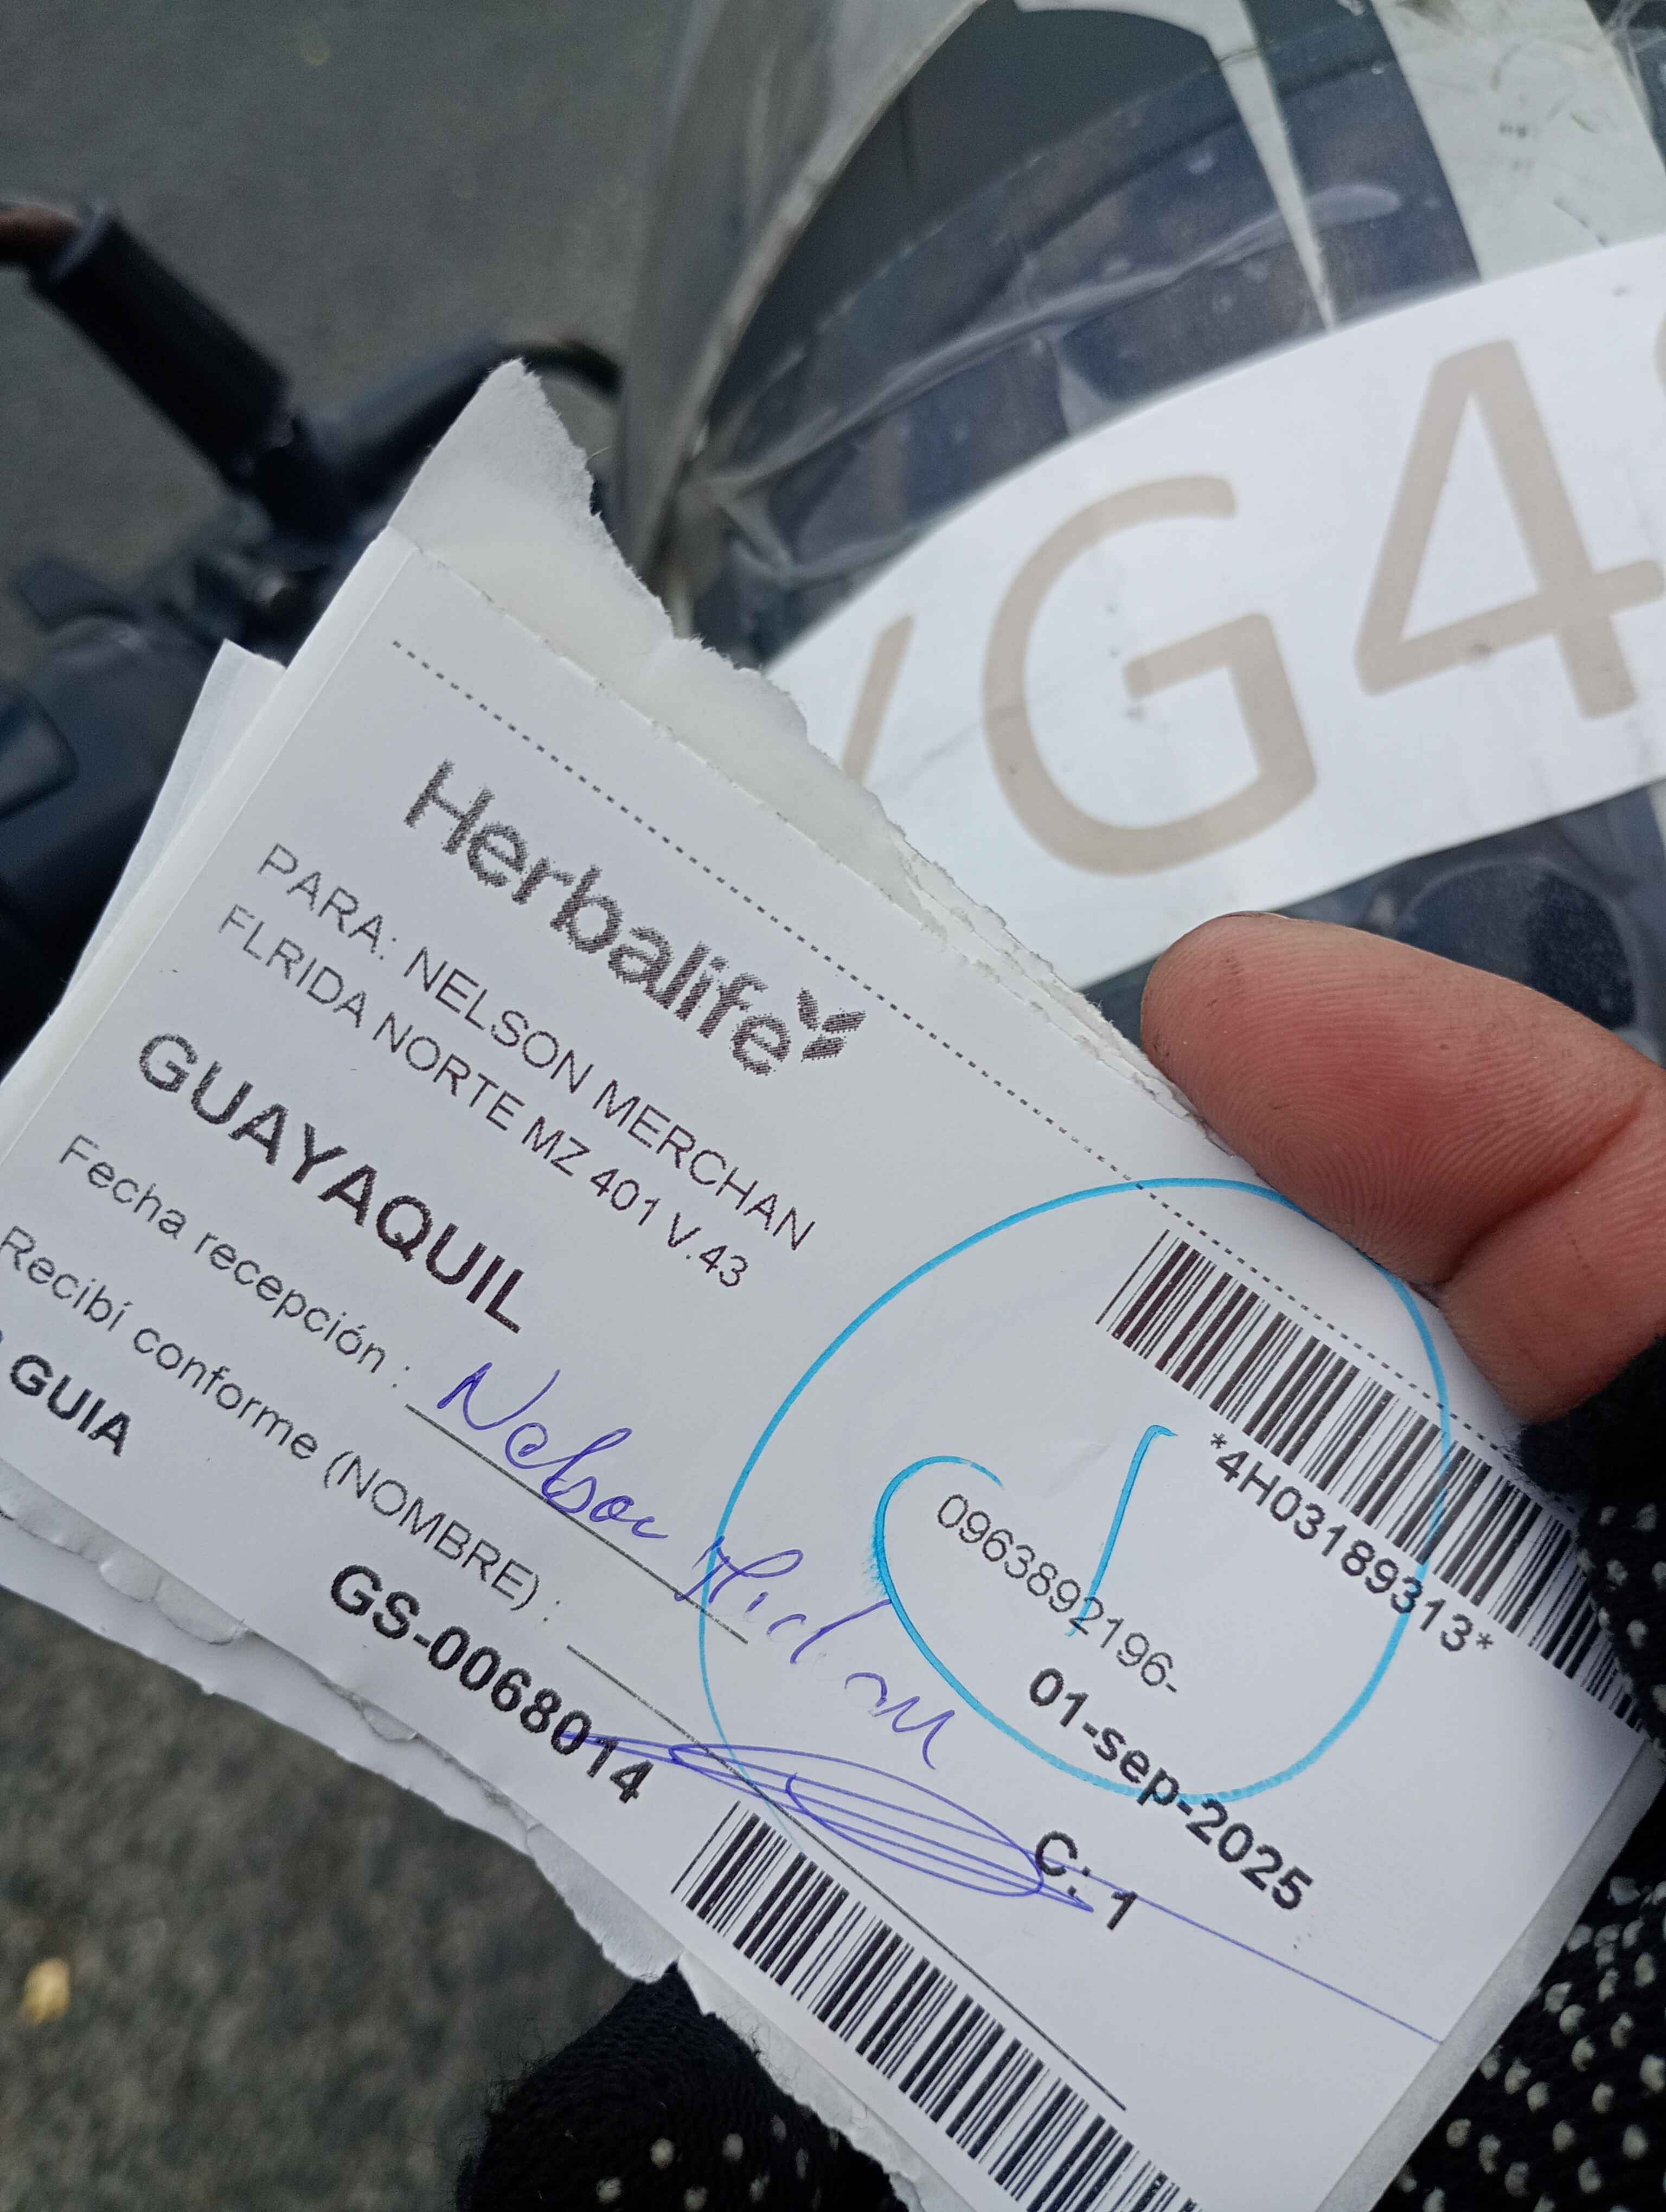 G4
Herbalife
PARA: NELSON MERCHAN
FLRIDA NORTE MZ 401 V.43
GUAYAQUIL
*4H03189313*
0963892196-
01-sep-2025
Fecha recepción : Nelson
Recibí conforme (NOMBRE) :
C: 1
GUIA
GS-0068014